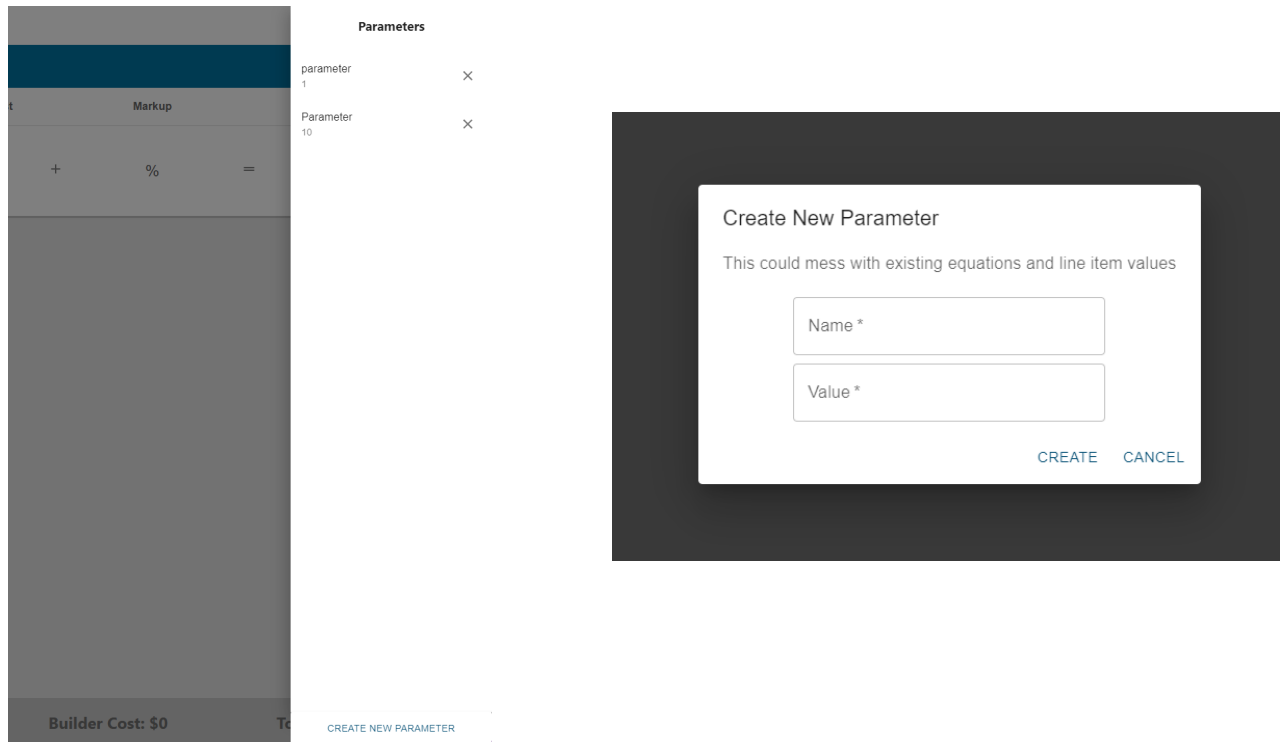 Parameters
parameter
1
t Markup
Parameter
10
+ % =
Builder Cost: $0 To
CREATE NEW PARAMETER
Create New Parameter
This could mess with existing equations and line item values
Name *
Value *
CREATE CANCEL